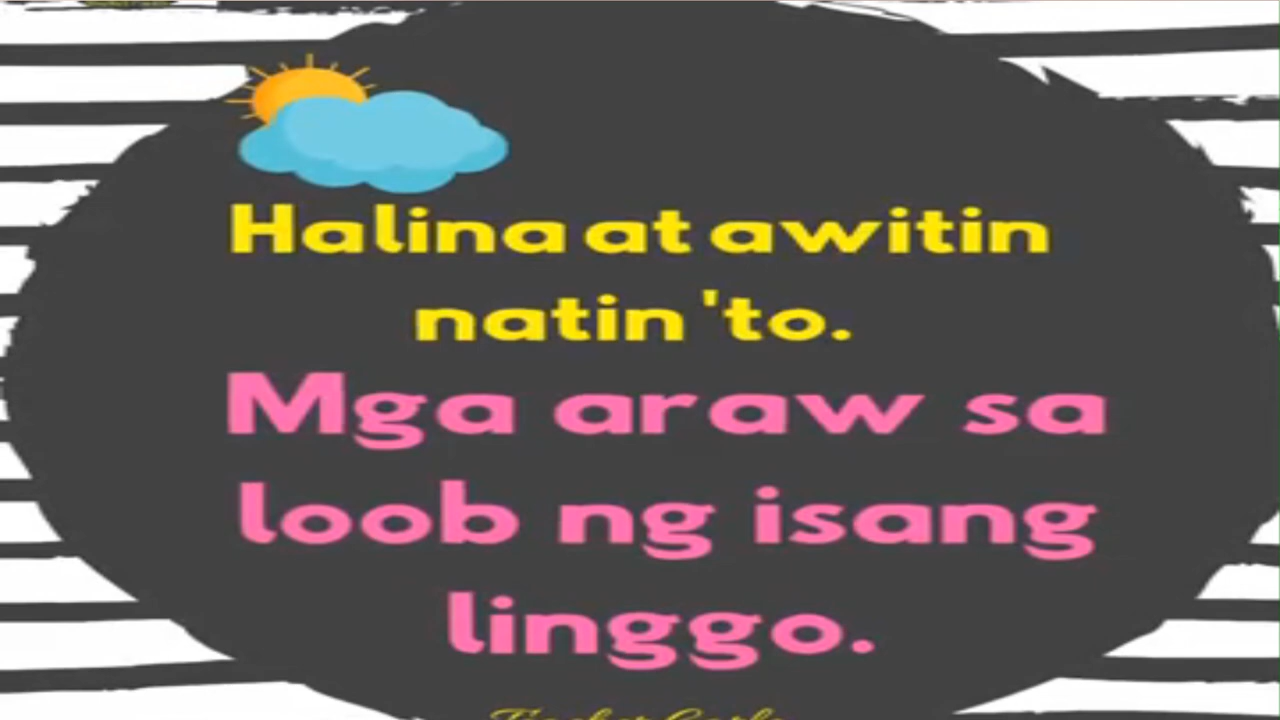 Halina at awitin
natin 'to.
Mga araw sa
loob ng isang
linggo.